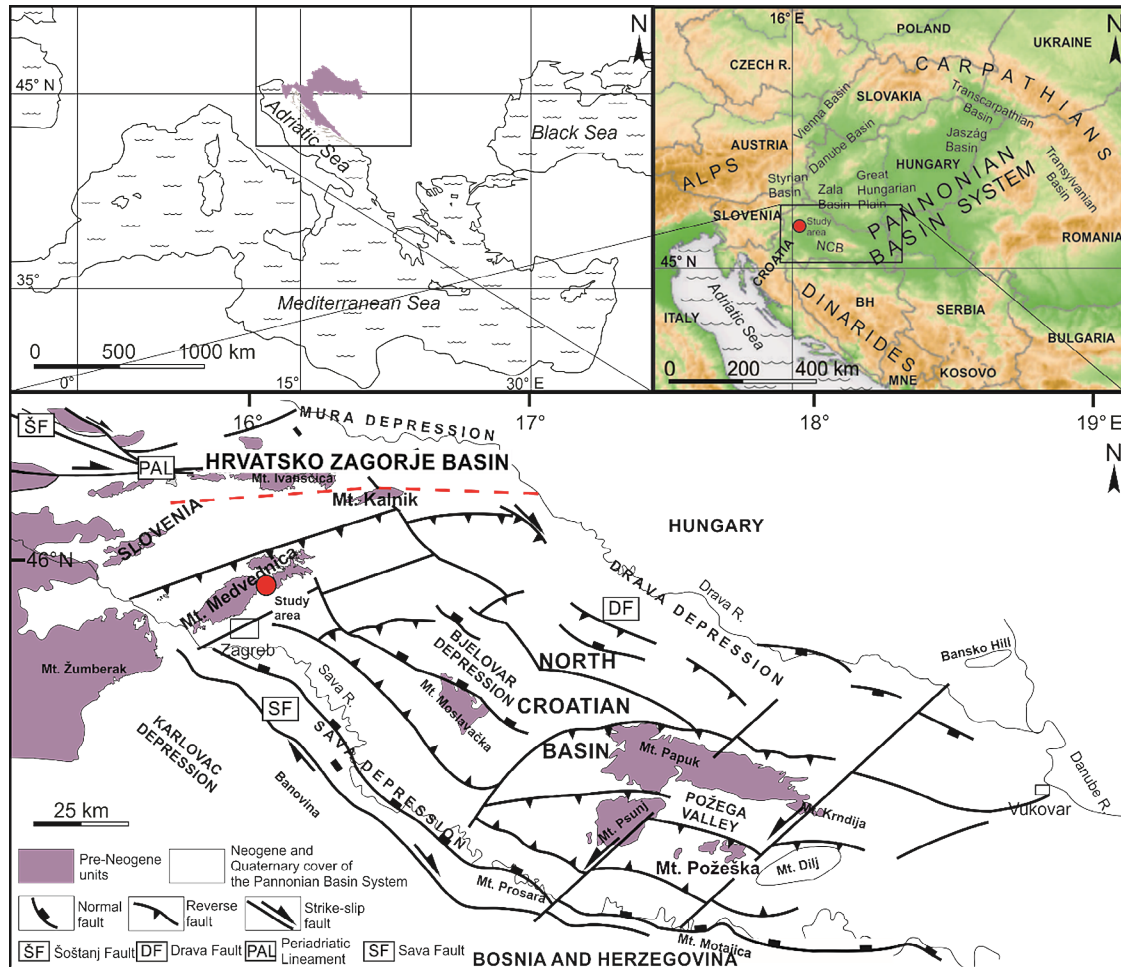 N
45° N
Adriatic Sea
Black Sea
35°
Mediterranean Sea
0 500 1000 km
0° 15° 30° E
16° E
N
POLAND
UKRAINE
CZECH R.
CARPATHIANS
SLOVAKIA
Transcarpathian
Basin
Vienna Basin
Danube Basin
Jaszág
Basin
AUSTRIA
HUNGARY
ALPS
Styrian
Basin
Zala
Basin
Great
Hungarian
Plain
PANNONIAN
BASIN SYSTEM
Transylvanian
Basin
SLOVENIA
Study
area
NCB
CROATIA
ROMANIA
45° N
Adriatic Sea
DINARIDES
BH
SERBIA
ITALY
BULGARIA
MNE
KOSOVO
0 200 400 km
16° 17° 18° 19°
N
ŠF
MURA DEPRESSION
PAL
HRVATSKO ZAGORJE BASIN
Mt. Ivanščica
Mt. Kalnik
SLOVENIA
HUNGARY
46°N
Mt. Medvednica
Study
area
Zagreb
DRAVA DEPRESSION
Drava R.
DF
Mt. Žumberak
Sava R.
BJELOVAR
DEPRESSION
NORTH
CROATIAN
BASIN
Bansko Hill
Mt. Moslavačka
SF
SAVA DEPRESSION
KARLOVAC
DEPRESSION
Banovina
Mt. Papuk
Danube R.
Vukovar
POŽEGA
VALLEY
Mt. Krndija
Mt. Psunj
Mt. Požeška
Mt. Dilj
Mt. Prosara
Mt. Motajica
BOSNIA AND HERZEGOVINA
25 km
Pre-Neogene
units
Neogene and
Quaternary cover of
the Pannonian Basin System
Normal
fault
Reverse
fault
Strike-slip
fault
ŠF Šoštanj Fault DF Drava Fault PAL Periadriatic
Lineament SF Sava Fault